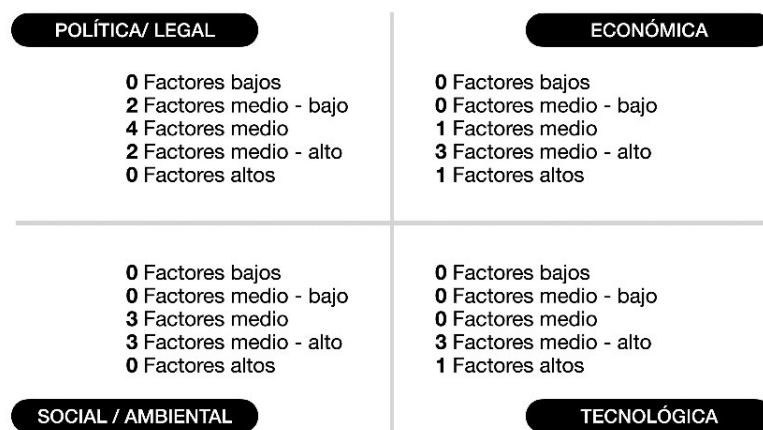 POLÍTICA/ LEGAL
0 Factores bajos
2 Factores medio - bajo
4 Factores medio
2 Factores medio - alto
0 Factores altos
ECONÓMICA
0 Factores bajos
0 Factores medio - bajo
1 Factores medio
3 Factores medio - alto
1 Factores altos
0 Factores bajos
0 Factores medio - bajo
3 Factores medio
3 Factores medio - alto
0 Factores altos
SOCIAL / AMBIENTAL
0 Factores bajos
0 Factores medio - bajo
0 Factores medio
3 Factores medio - alto
1 Factores altos
TECNOLÓGICA